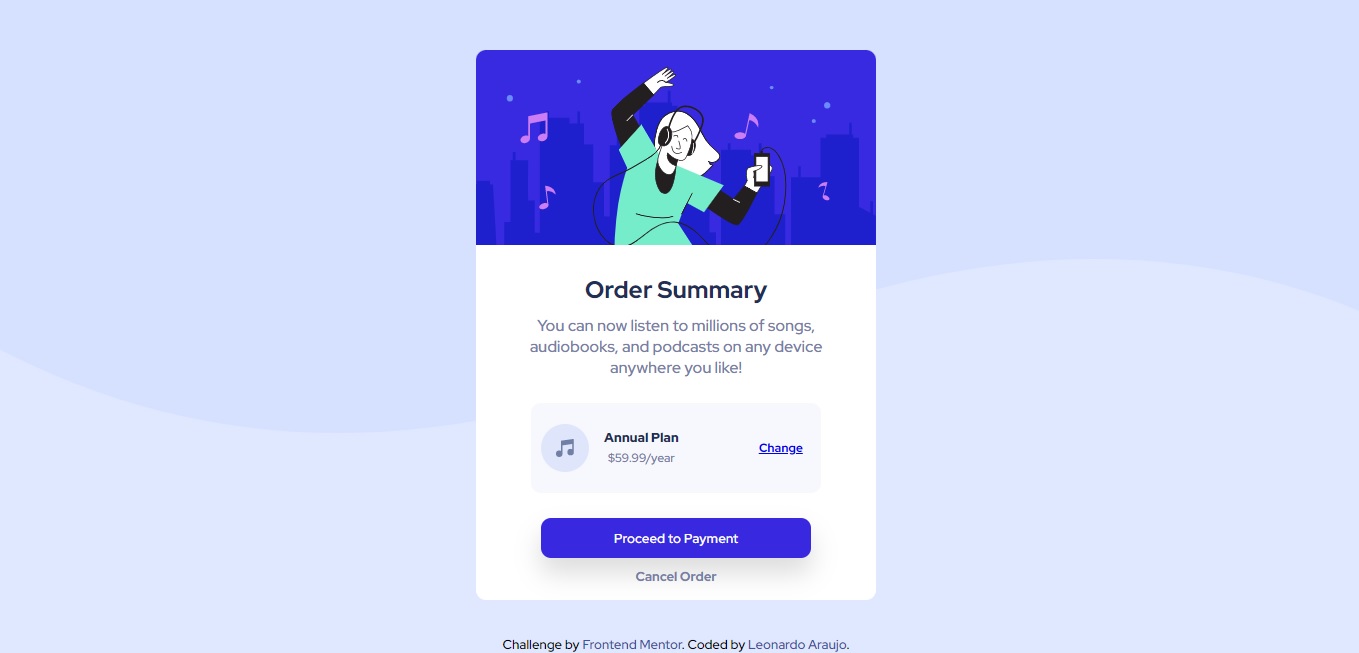 Order Summary
You can now listen to millions of songs,
audiobooks, and podcasts on any device
anywhere you like!
Annual Plan
$59.99/year
Change
Proceed to Payment
Cancel Order
Challenge by Frontend Mentor. Coded by Leonardo Araujo.